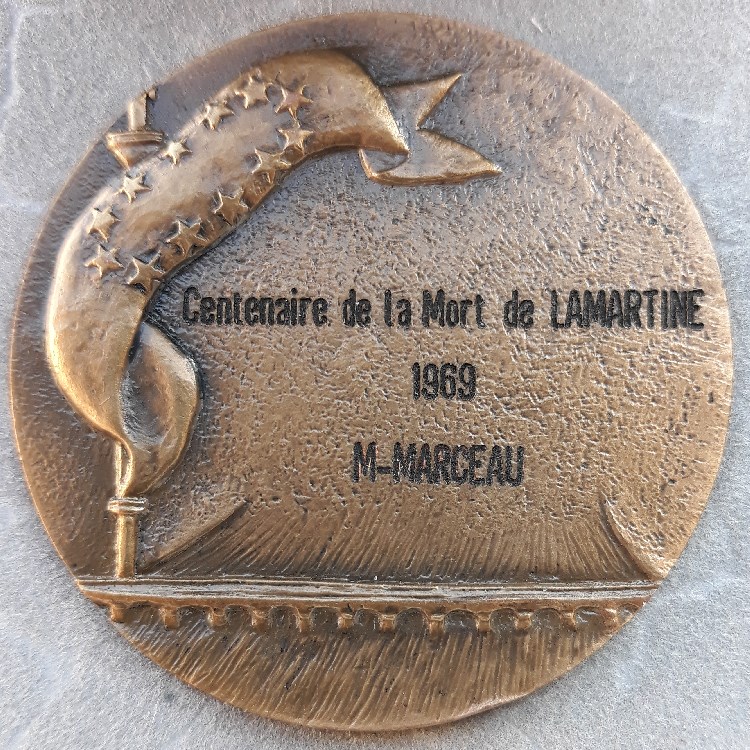 Centenaire de la Mort de LAMARTINE
1969
M-MARCEAU